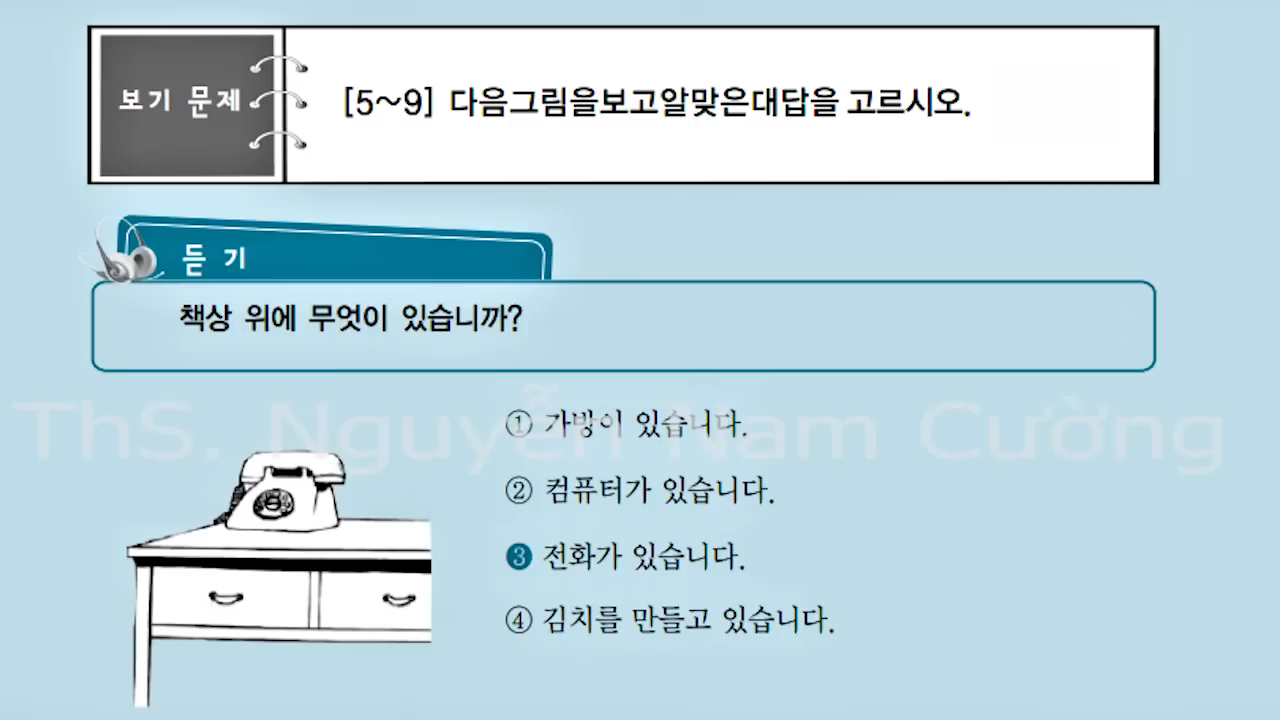 보기 문제
[5~9] 다음그림을보고알맞은대답을 고르시오.
듣 기
책상 위에 무엇이 있습니까?
ThS. Nguyễn Nam Cường
① 가방이 있습니다.
② 컴퓨터가 있습니다.
❸ 전화가 있습니다.
④ 김치를 만들고 있습니다.